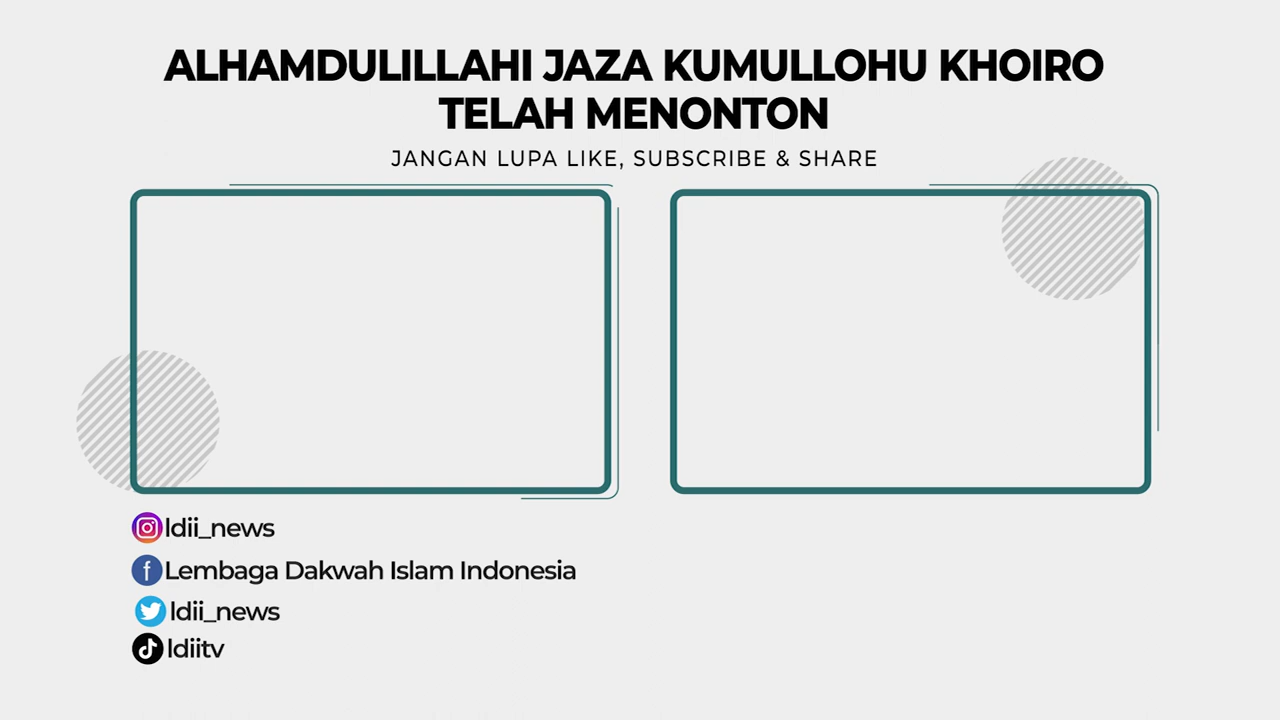 ALHAMDULILLAHI JAZA KUMULLOHU KHOIRO
TELAH MENONTON
JANGAN LUPA LIKE, SUBSCRIBE & SHARE
ldii_news
Lembaga Dakwah Islam Indonesia
ldii_news
ldiitv